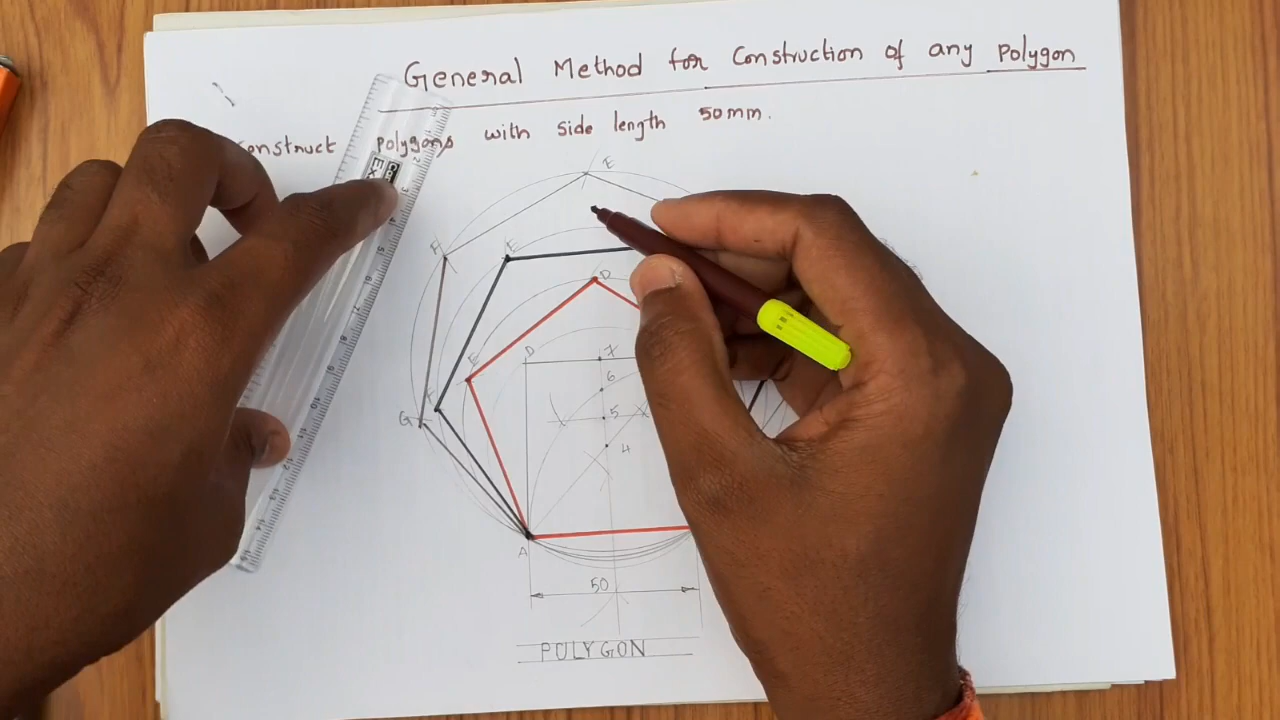 General Method for Construction of any polygon
construct polygons with side length 50mm.
E
F E
D
E D 7
6
F 5
G 4
A
50
POLYGON